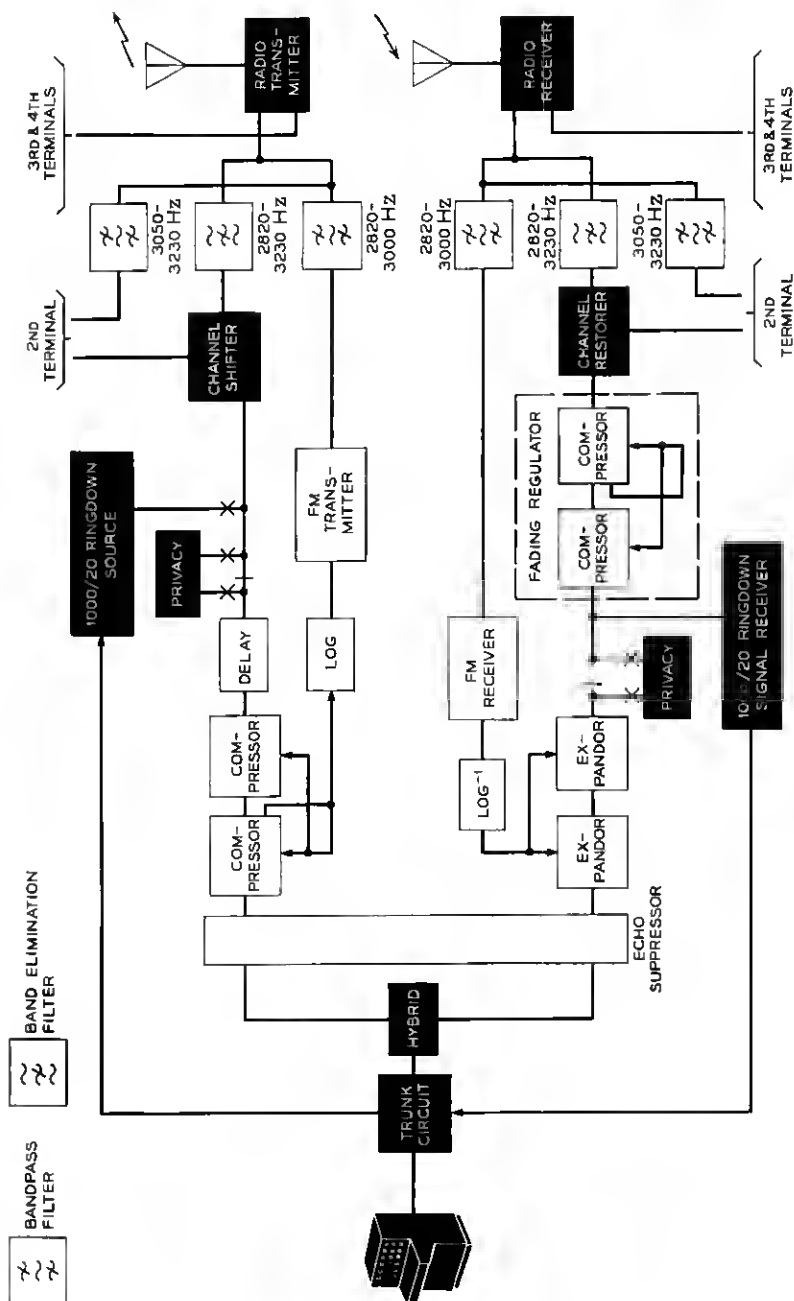 3RD & 4TH
TERMINALS
RADIO
TRANS-
MITTER
RADIO
RECEIVER
3RD & 4TH
TERMINALS
3050-
3230 HZ
2820-
3230 HZ
2820-
3000 HZ
2820-
3000 HZ
2820-
3230 HZ
3050-
3230 HZ
2ND
TERMINAL
CHANNEL
SHIFTER
CHANNEL
RESTORER
2ND
TERMINAL
1000/20 RINGDOWN
SOURCE
PRIVACY
FM
TRANS-
MITTER
FADING REGULATOR
COM-
PRESSOR
COM-
PRESSOR
DELAY
LOG
FM
RECEIVER
PRIVACY
1000/20 RINGDOWN
SIGNAL RECEIVER
COM-
PRESSOR
COM-
PRESSOR
LOG⁻¹
EX-
PANDOR
EX-
PANDOR
ECHO
SUPPRESSOR
HYBRID
TRUNK
CIRCUIT
BAND ELIMINATION
FILTER
BANDPASS
FILTER